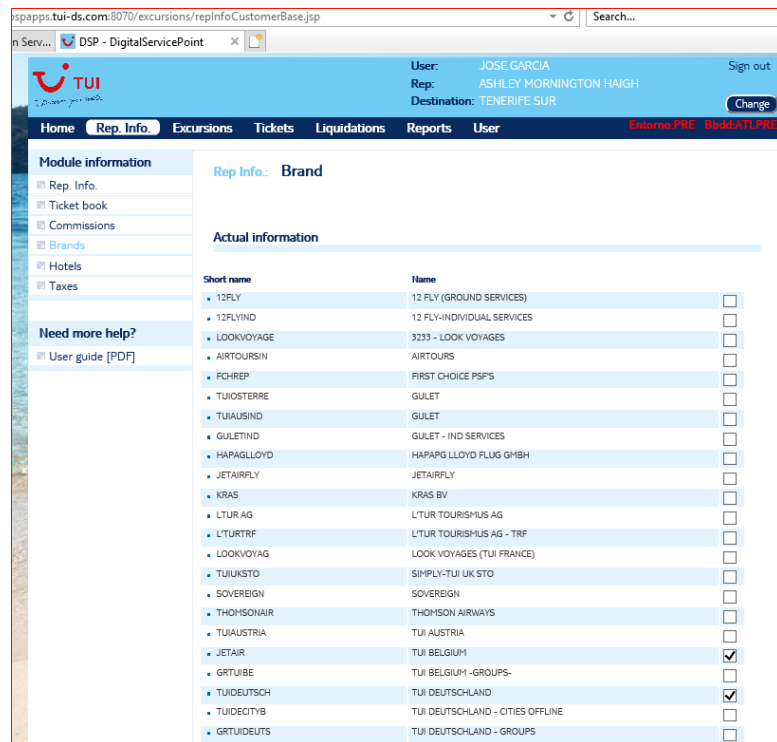 spapps.tui-ds.com:8070/excursions/repInfoCustomerBase.jsp Search...
n Serv... DSP - DigitalServicePoint
TUI
User: JOSE.GARCIA Sign out
Rep: ASHLEY MORNINGTON HAIGH
Destination: TENERIFE SUR Change
Home Rep. Info. Excursions Tickets Liquidations Reports User Entorno:PRE Bbdd:ATLPRE
Module information
Rep. Info.
Ticket book
Commissions
Brands
Hotels
Taxes
Need more help?
User guide [PDF]
Rep Info.: Brand
Actual information
Short name Name
12FLY 12 FLY (GROUND SERVICES)
12FLYIND 12 FLY-INDIVIDUAL SERVICES
LOOKVOYAGE 3233 - LOOK VOYAGES
AIRTOURSIN AIRTOURS
FCHREP FIRST CHOICE PSF'S
TUIOSTERRE GULET
TUIAUSIND GULET
GULETIND GULET - IND SERVICES
HAPAGLLOYD HAPAPG LLOYD FLUG GMBH
JETAIRFLY JETAIRFLY
KRAS KRAS BV
LTUR AG L'TUR TOURISMUS AG
L'TURTRF L'TUR TOURISMUS AG - TRF
LOOKVOYAG LOOK VOYAGES (TUI FRANCE)
TUIUKSTO SIMPLY-TUI UK STO
SOVEREIGN SOVEREIGN
THOMSONAIR THOMSON AIRWAYS
TUIAUSTRIA TUI AUSTRIA
JETAIR TUI BELGIUM
GRTUIBE TUI BELGIUM -GROUPS-
TUIDEUTSCH TUI DEUTSCHLAND
TUIDECITYB TUI DEUTSCHLAND - CITIES OFFLINE
GRTUIDEUTS TUI DEUTSCHLAND - GROUPS